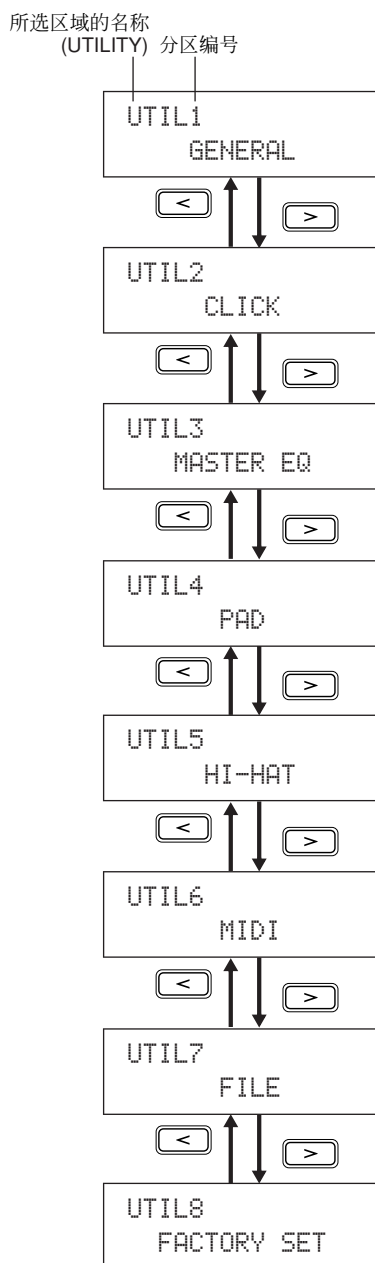 所选区域的名称
(UTILITY) 分区编号
UTIL1
GENERAL
< >
UTIL2
CLICK
< >
UTIL3
MASTER EQ
< >
UTIL4
PAD
< >
UTIL5
HI-HAT
< >
UTIL6
MIDI
< >
UTIL7
FILE
< >
UTIL8
FACTORY SET